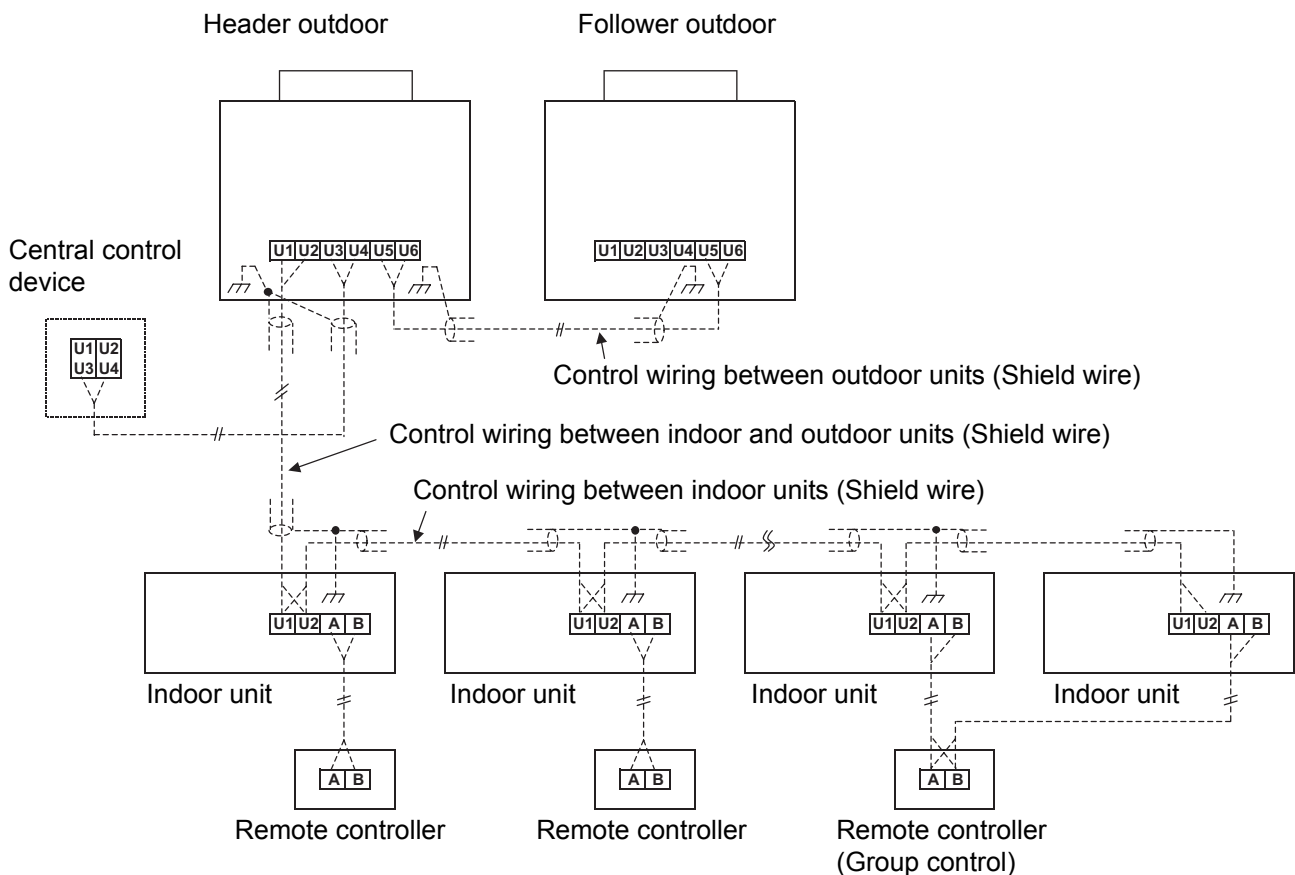 Header outdoor
Follower outdoor
U1 U2 U3 U4 U5 U6
U1 U2 U3 U4 U5 U6
Central control
device
U1 U2
U3 U4
Control wiring between outdoor units (Shield wire)
Control wiring between indoor and outdoor units (Shield wire)
Control wiring between indoor units (Shield wire)
U1 U2 A B
U1 U2 A B
U1 U2 A B
U1 U2 A B
Indoor unit
Indoor unit
Indoor unit
Indoor unit
A B
A B
A B
Remote controller
Remote controller
Remote controller
(Group control)